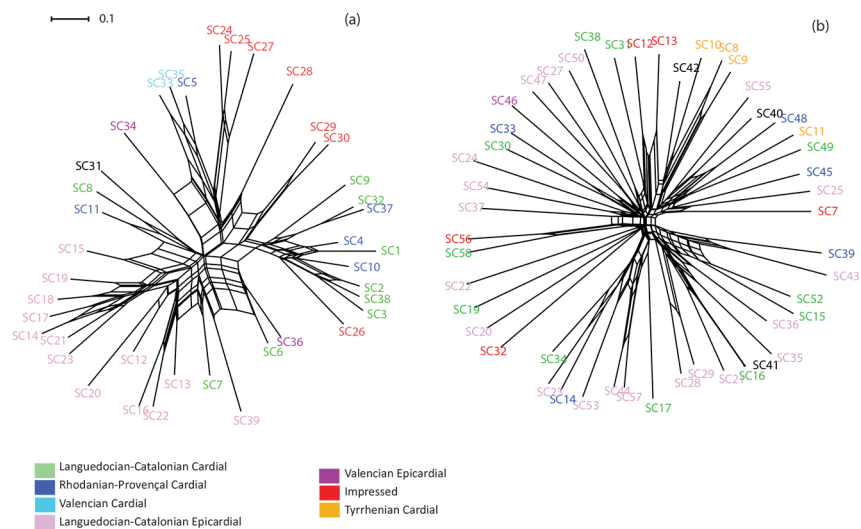 0.1
(a)
SC24
SC25
SC27
SC35
SC33
SC5
SC28
SC34
SC29
SC30
SC31
SC8
SC11
SC9
SC32
SC37
SC4
SC1
SC10
SC2
SC38
SC3
SC26
SC36
SC6
SC15
SC19
SC18
SC17
SC14
SC21
SC23
SC12
SC20
SC13
SC7
SC16
SC22
SC39
(b)
SC38
SC31
SC12
SC13
SC10
SC8
SC9
SC42
SC50
SC27
SC47
SC46
SC55
SC40
SC48
SC33
SC11
SC30
SC49
SC24
SC45
SC54
SC25
SC37
SC7
SC56
SC58
SC39
SC43
SC22
SC52
SC19
SC15
SC36
SC20
SC32
SC34
SC35
SC41
SC16
SC29
SC21
SC28
SC23
SC14
SC53
SC44
SC57
SC17
Languedocian-Catalonian Cardial
Rhodanian-Provençal Cardial
Valencian Cardial
Languedocian-Catalonian Epicardial
Valencian Epicardial
Impressed
Tyrrhenian Cardial